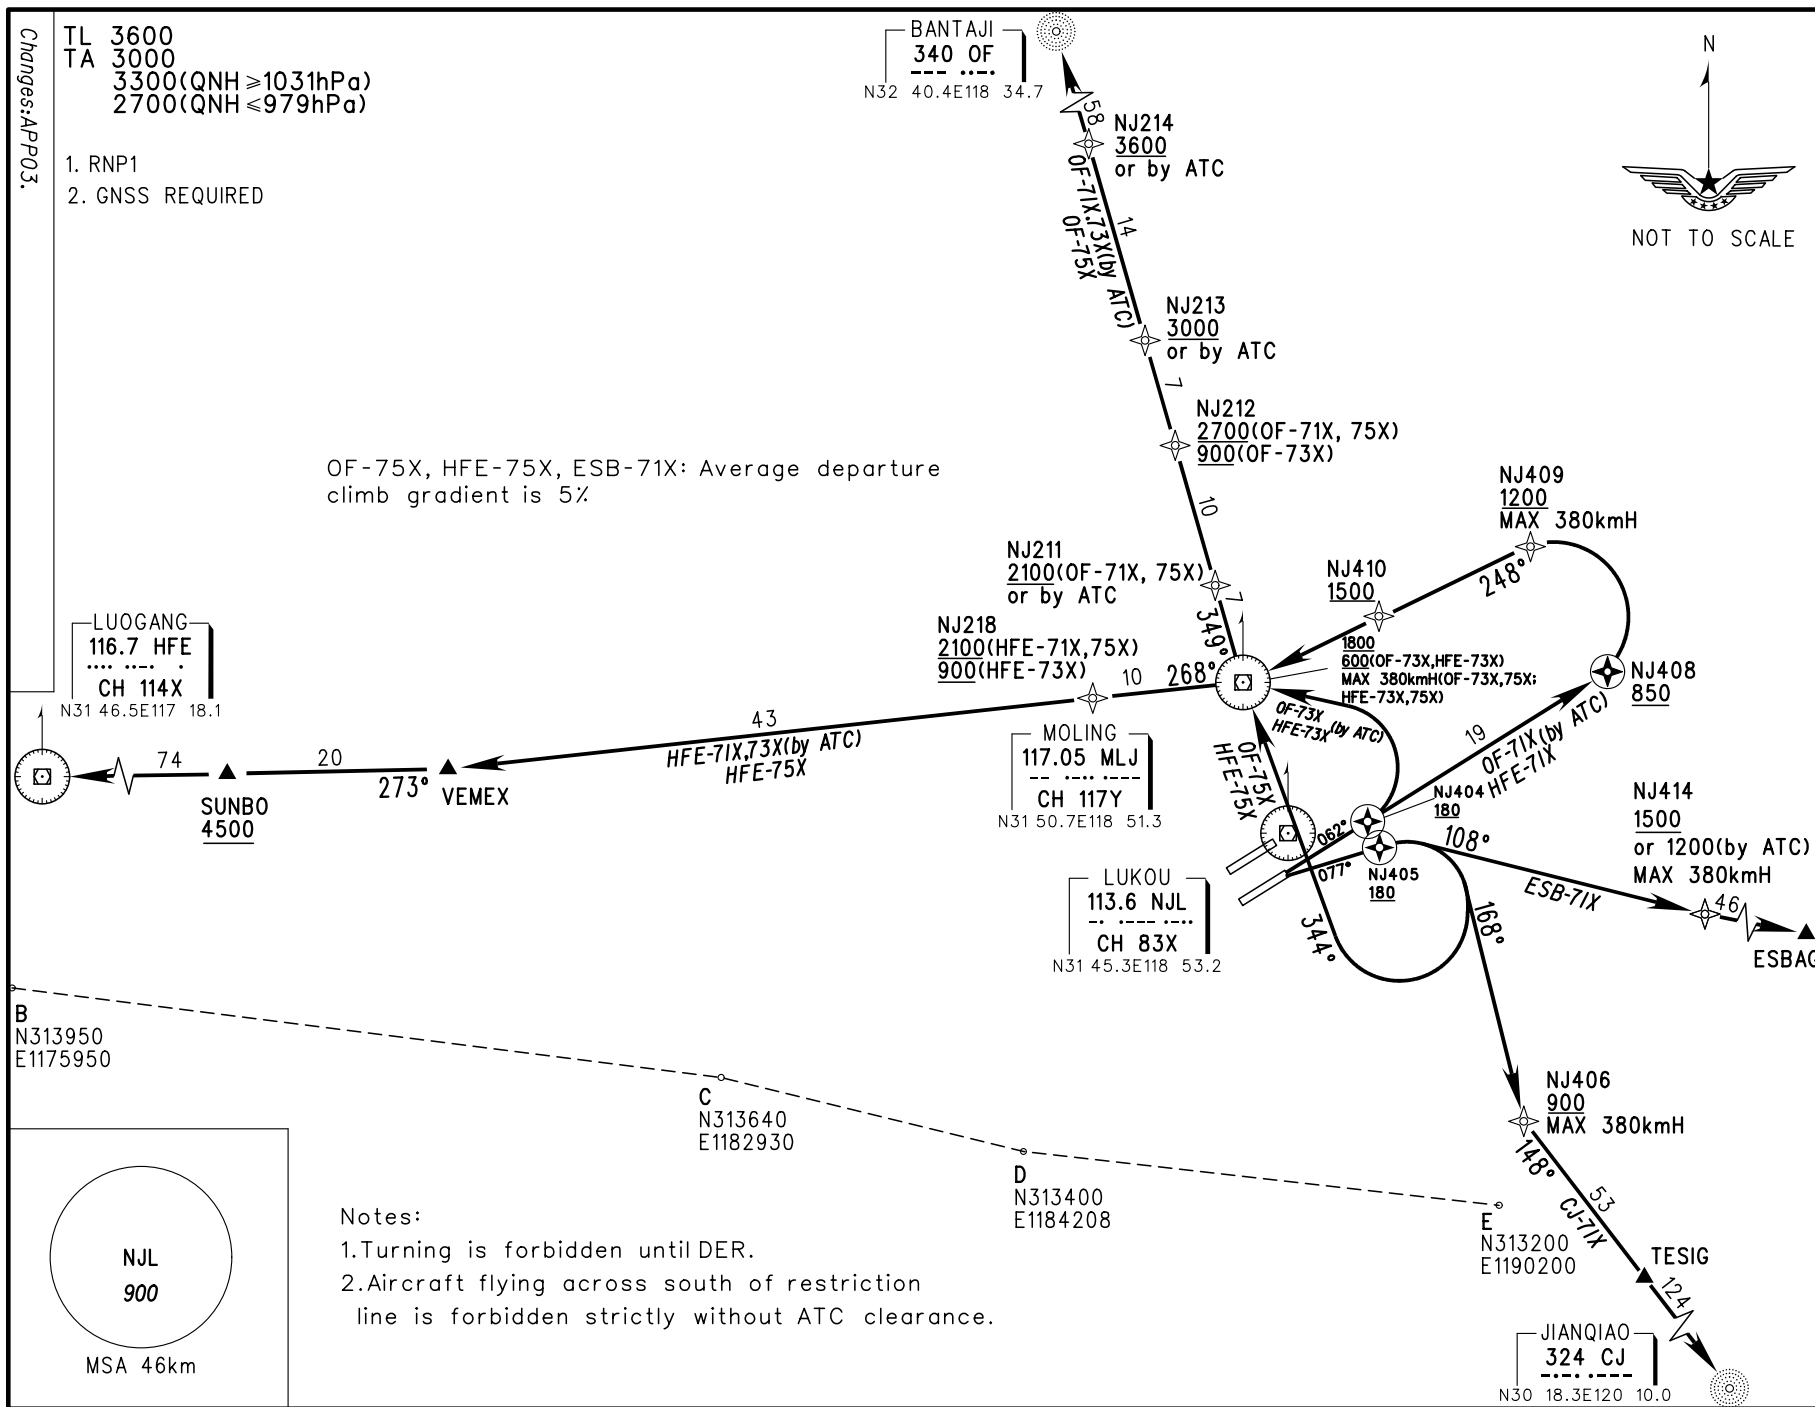 Changes:APP03.
TL 3600
TA 3000
3300(QNH≥1031hPa)
2700(QNH≤979hPa)
1. RNP1
2. GNSS REQUIRED
BANTAJI
340 OF
N32 40.4E118 34.7
N
NOT TO SCALE
58
NJ214
3600
or by ATC
14
OF-71X,73X(by ATC)
OF-75X
NJ213
3000
or by ATC
7
NJ212
2700(OF-71X, 75X)
900(OF-73X)
10
OF-75X, HFE-75X, ESB-71X: Average departure
climb gradient is 5%
NJ211
2100(OF-71X, 75X)
or by ATC
7
349°
NJ409
1200
MAX 380kmH
248°
NJ410
1500
1800
600(OF-73X,HFE-73X)
MAX 380kmH(OF-73X,75X;
HFE-73X,75X)
NJ408
850
LUOGANG
116.7 HFE
CH 114X
N31 46.5E117 18.1
NJ218
2100(HFE-71X,75X)
900(HFE-73X)
10
268°
43
HFE-71X,73X(by ATC)
HFE-75X
74
20
273°
VEMEX
SUNBO
4500
MOLING
117.05 MLJ
CH 117Y
N31 50.7E118 51.3
OF-73X (by ATC)
HFE-73X
OF-75X
HFE-75X
19
OF-71X(by ATC)
HFE-71X
NJ404
180
062°
077°
NJ405
180
108°
ESB-71X
NJ414
1500
or 1200(by ATC)
MAX 380kmH
46
ESBAG
LUKOU
113.6 NJL
CH 83X
N31 45.3E118 53.2
344°
168°
B
N313950
E1175950
C
N313640
E1182930
D
N313400
E1184208
E
N313200
E1190200
NJ406
900
MAX 380kmH
148°
53
CJ-71X
TESIG
124
JIANQIAO
324 CJ
N30 18.3E120 10.0
NJL
900
MSA 46km
Notes:
1.Turning is forbidden until DER.
2.Aircraft flying across south of restriction
line is forbidden strictly without ATC clearance.